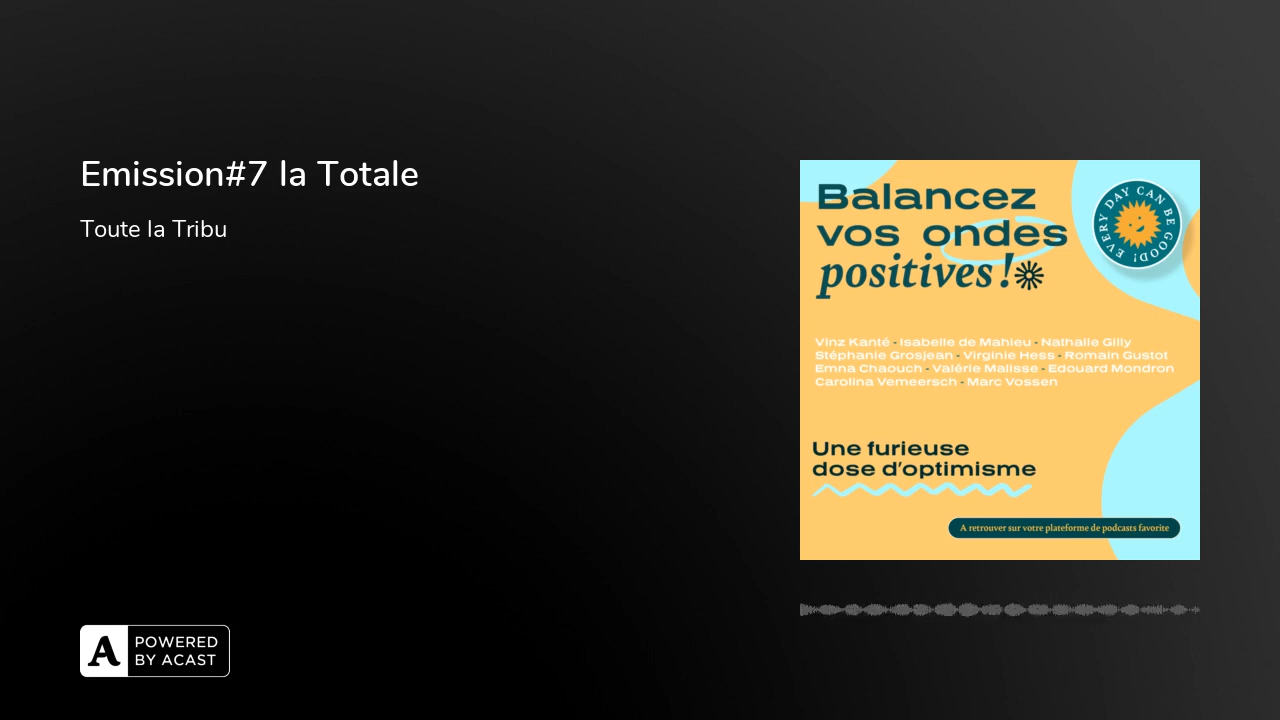 Emission#7 la Totale
Toute la Tribu
Balancez
vos ondes
positives !
EVERY DAY CAN BE GOOD!
Vinz Kanté - Isabelle de Mahieu - Nathalie Gilly
Stéphanie Grosjean - Virginie Hess - Romain Gustot
Emna Chaouch - Valérie Malisse - Edouard Mondron
Carolina Vemeersch - Marc Vossen
Une furieuse
dose d’optimisme
A retrouver sur votre plateforme de podcasts favorite
A POWERED
BY ACAST